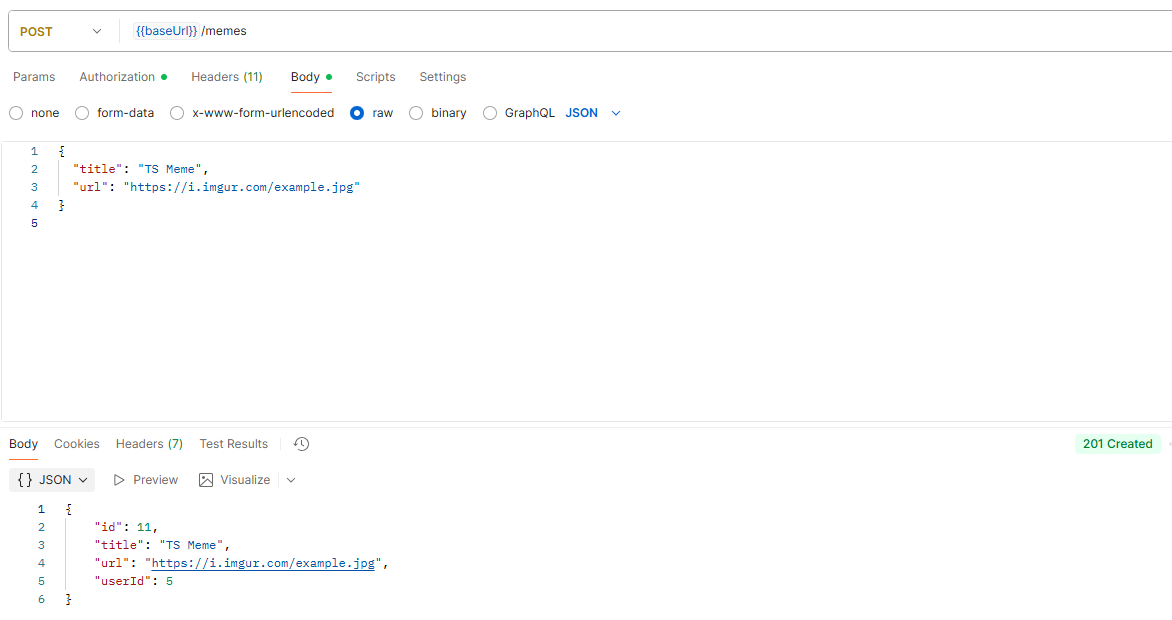 POST {{baseUrl}} /memes
Params Authorization Headers (11) Body Scripts Settings
none form-data x-www-form-urlencoded raw binary GraphQL JSON
1 {
2 "title": "TS Meme",
3 "url": "https://i.imgur.com/example.jpg"
4 }
5
Body Cookies Headers (7) Test Results 201 Created
{} JSON Preview Visualize
1 {
2 "id": 11,
3 "title": "TS Meme",
4 "url": "https://i.imgur.com/example.jpg",
5 "userId": 5
6 }